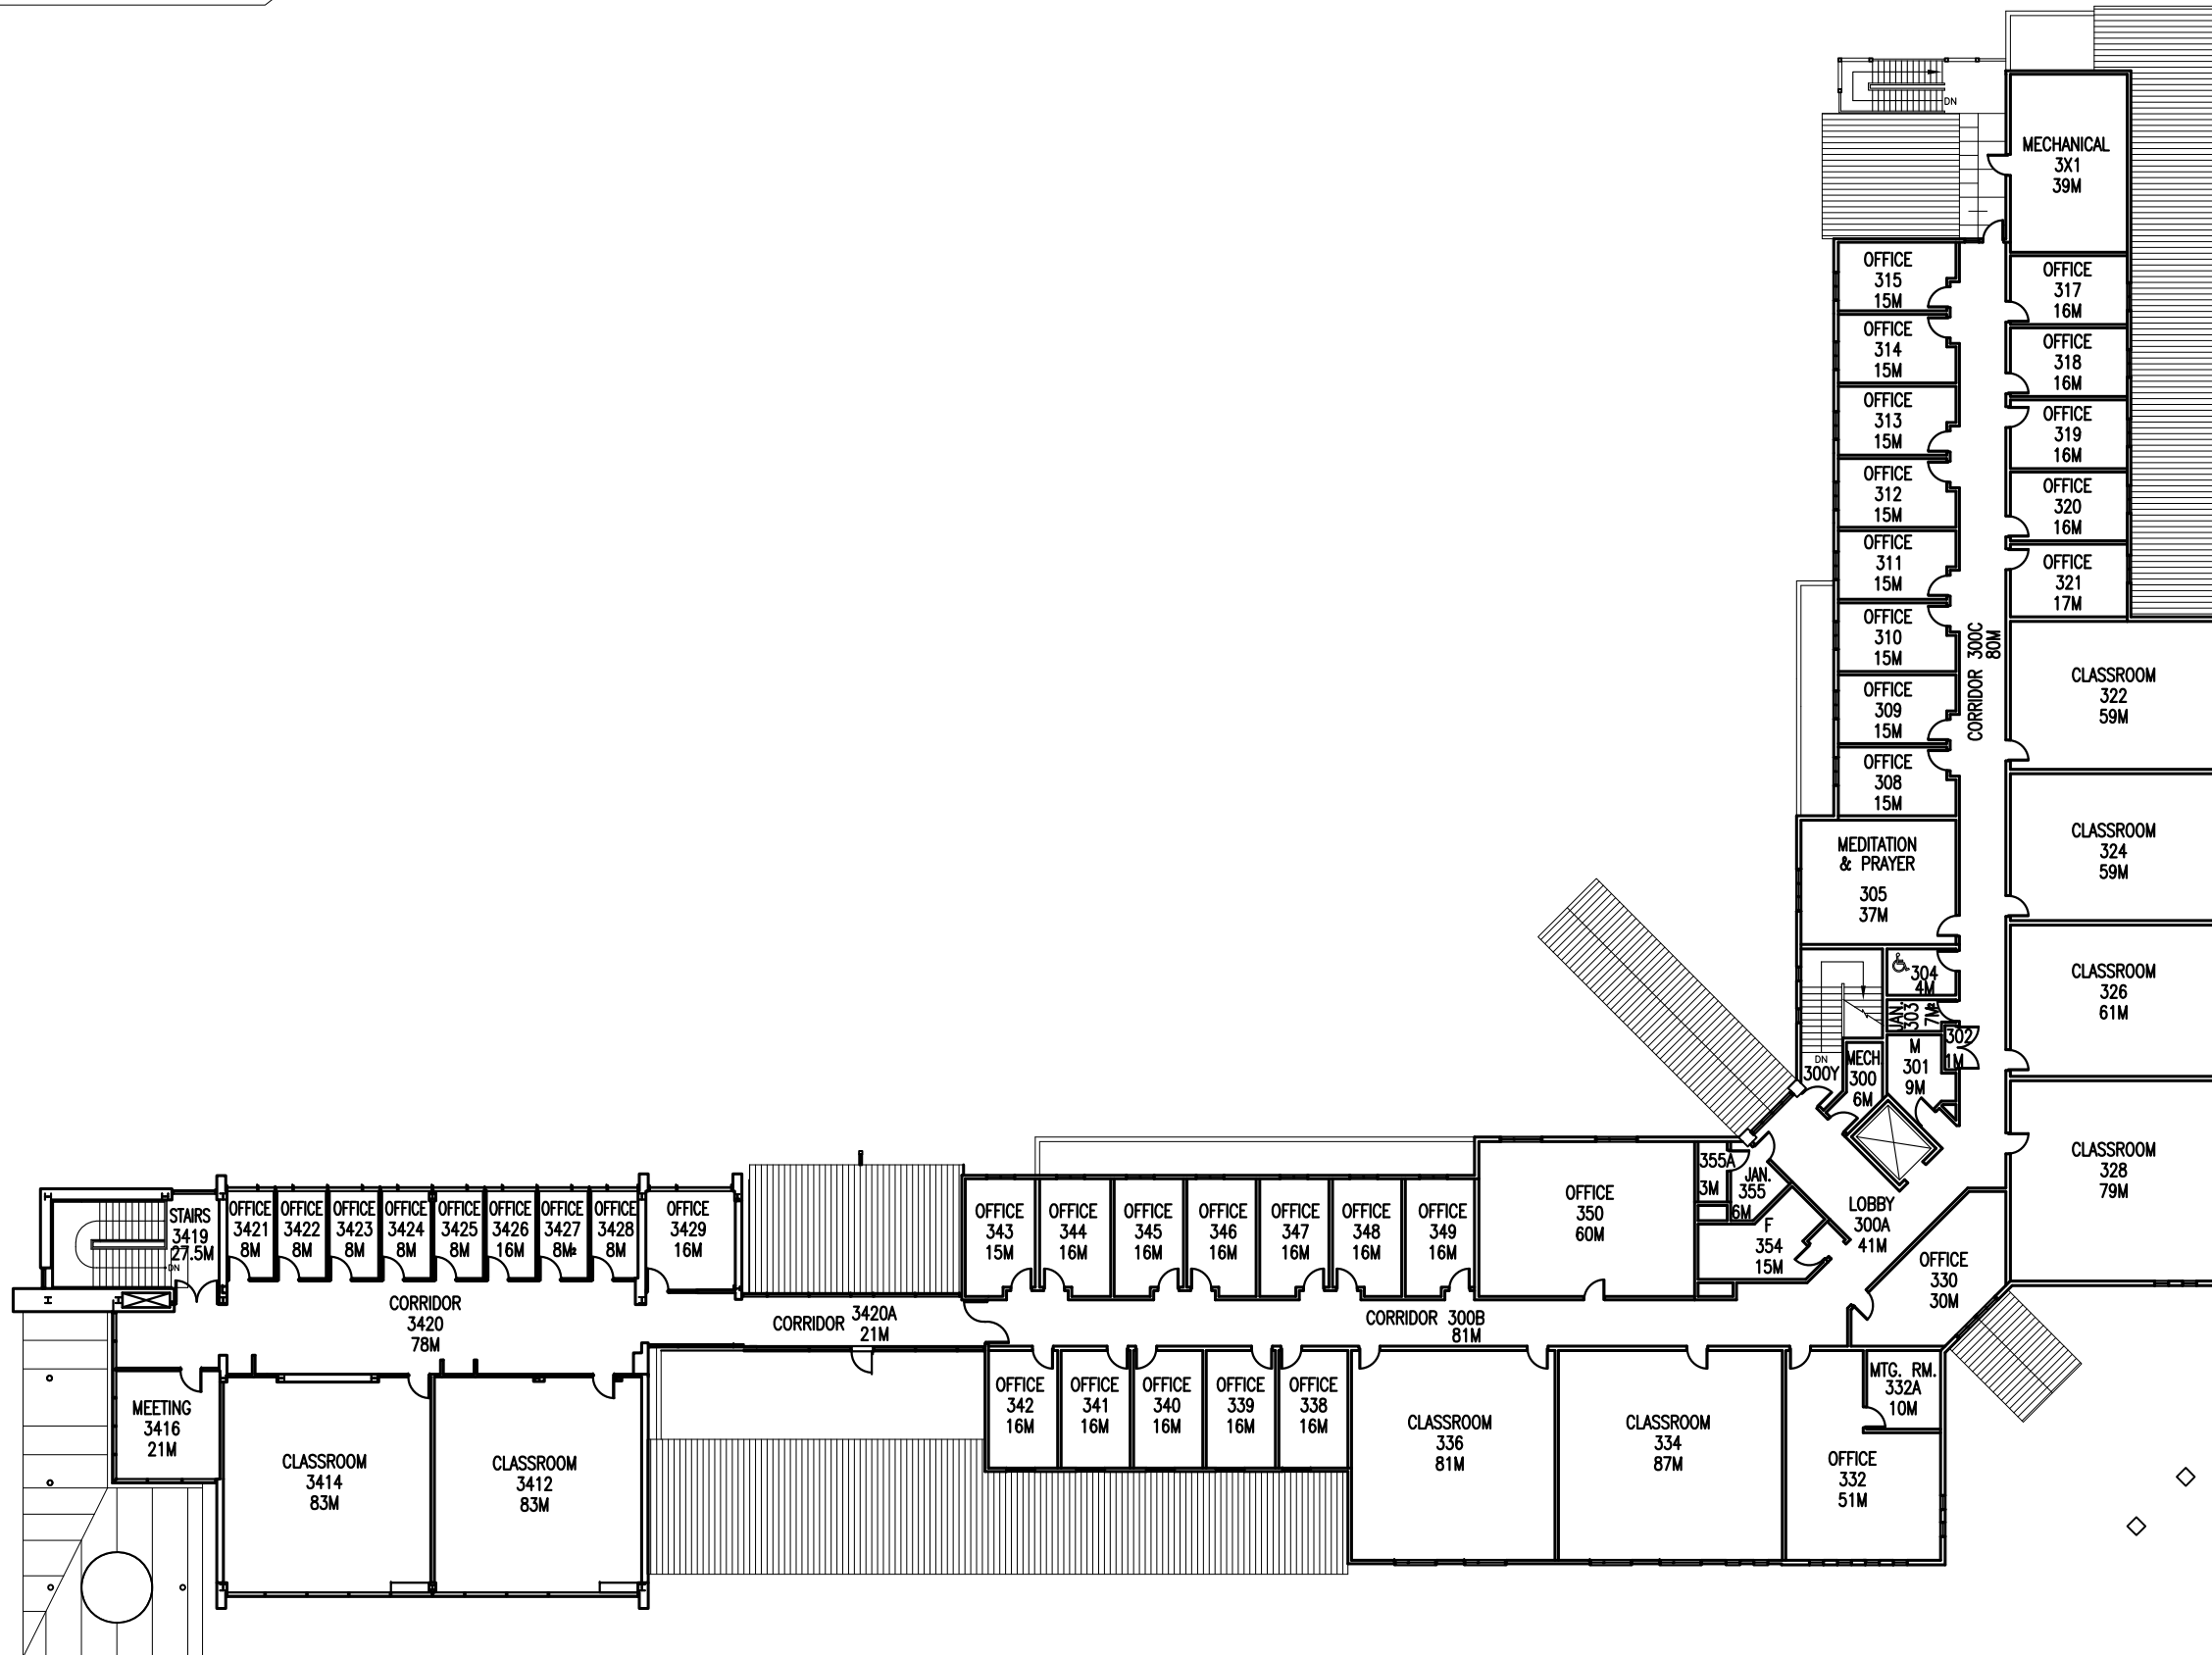 DN
MECHANICAL
3X1
39M
OFFICE
315
15M
OFFICE
317
16M
OFFICE
314
15M
OFFICE
318
16M
OFFICE
313
15M
OFFICE
319
16M
OFFICE
312
15M
OFFICE
320
16M
OFFICE
311
15M
OFFICE
321
17M
OFFICE
310
15M
CORRIDOR 300C
80M
OFFICE
309
15M
CLASSROOM
322
59M
OFFICE
308
15M
MEDITATION
& PRAYER
305
37M
CLASSROOM
324
59M
304
4M
JAN.
303
7M²
CLASSROOM
326
61M
302
1M
M
301
9M
MECH.
300
6M
DN
300Y
CLASSROOM
328
79M
LOBBY
300A
41M
355A
3M
JAN.
355
6M
F
354
15M
OFFICE
330
30M
OFFICE
350
60M
STAIRS
3419
27.5M
DN
OFFICE
3421
8M
OFFICE
3422
8M
OFFICE
3423
8M
OFFICE
3424
8M
OFFICE
3425
8M
OFFICE
3426
16M
OFFICE
3427
8M²
OFFICE
3428
8M
OFFICE
3429
16M
OFFICE
343
15M
OFFICE
344
16M
OFFICE
345
16M
OFFICE
346
16M
OFFICE
347
16M
OFFICE
348
16M
OFFICE
349
16M
CORRIDOR
3420
78M
CORRIDOR 3420A
21M
CORRIDOR 300B
81M
MEETING
3416
21M
CLASSROOM
3414
83M
CLASSROOM
3412
83M
OFFICE
342
16M
OFFICE
341
16M
OFFICE
340
16M
OFFICE
339
16M
OFFICE
338
16M
CLASSROOM
336
81M
CLASSROOM
334
87M
MTG. RM.
332A
10M
OFFICE
332
51M